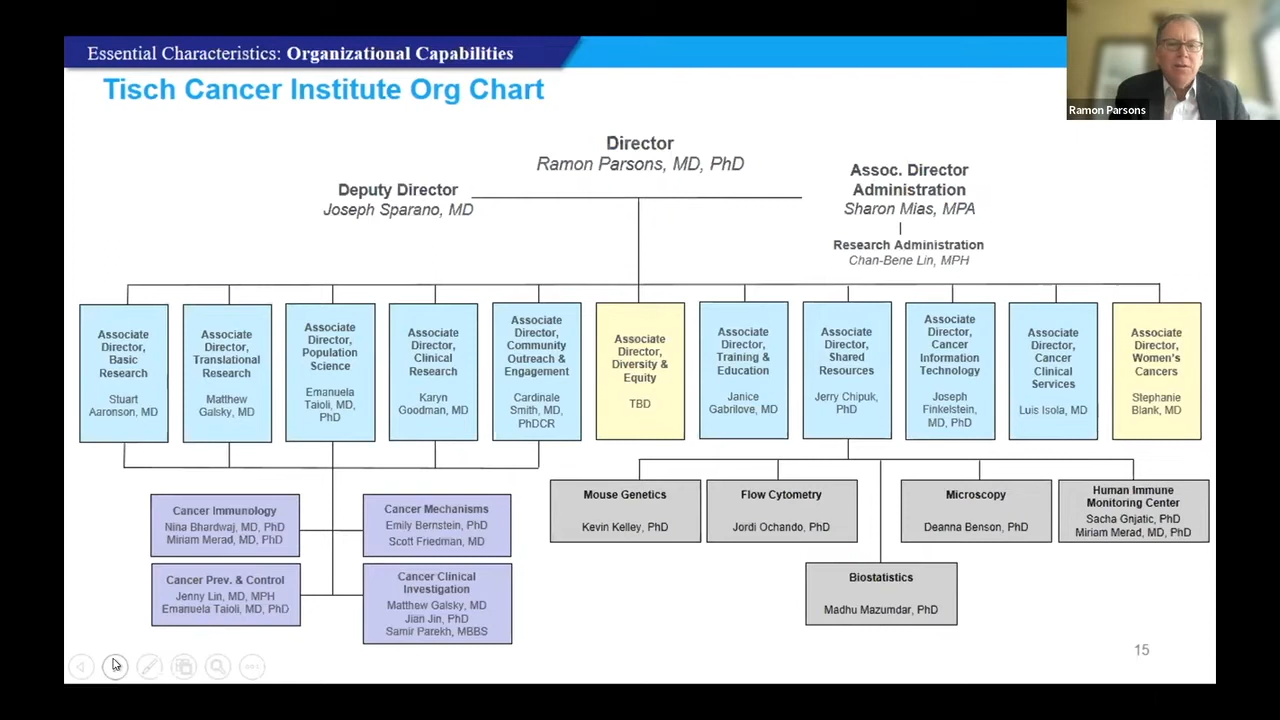 Essential Characteristics: Organizational Capabilities
Tisch Cancer Institute Org Chart
Ramon Parsons
Director
Ramon Parsons, MD, PhD
Deputy Director
Joseph Sparano, MD
Assoc. Director
Administration
Sharon Mias, MPA
Research Administration
Chan-Bene Lin, MPH
Associate
Director,
Basic
Research
Stuart
Aaronson, MD
Associate
Director,
Translational
Research
Matthew
Galsky, MD
Associate
Director,
Population
Science
Emanuela
Taioli, MD,
PhD
Associate
Director,
Clinical
Research
Karyn
Goodman, MD
Associate
Director,
Community
Outreach &
Engagement
Cardinale
Smith, MD,
PhDCR
Associate
Director,
Diversity &
Equity
TBD
Associate
Director,
Training &
Education
Janice
Gabrilove, MD
Associate
Director,
Shared
Resources
Jerry Chipuk,
PhD
Associate
Director,
Cancer
Information
Technology
Joseph
Finkelstein,
MD, PhD
Associate
Director,
Cancer
Clinical
Services
Luis Isola, MD
Associate
Director,
Women's
Cancers
Stephanie
Blank, MD
Cancer Immunology
Nina Bhardwaj, MD, PhD
Miriam Merad, MD, PhD
Cancer Mechanisms
Emily Bernstein, PhD
Scott Friedman, MD
Cancer Prev. & Control
Jenny Lin, MD, MPH
Emanuela Taioli, MD, PhD
Cancer Clinical
Investigation
Matthew Galsky, MD
Jian Jin, PhD
Samir Parekh, MBBS
Mouse Genetics
Kevin Kelley, PhD
Flow Cytometry
Jordi Ochando, PhD
Microscopy
Deanna Benson, PhD
Human Immune
Monitoring Center
Sacha Gnjatic, PhD
Miriam Merad, MD, PhD
Biostatistics
Madhu Mazumdar, PhD
15